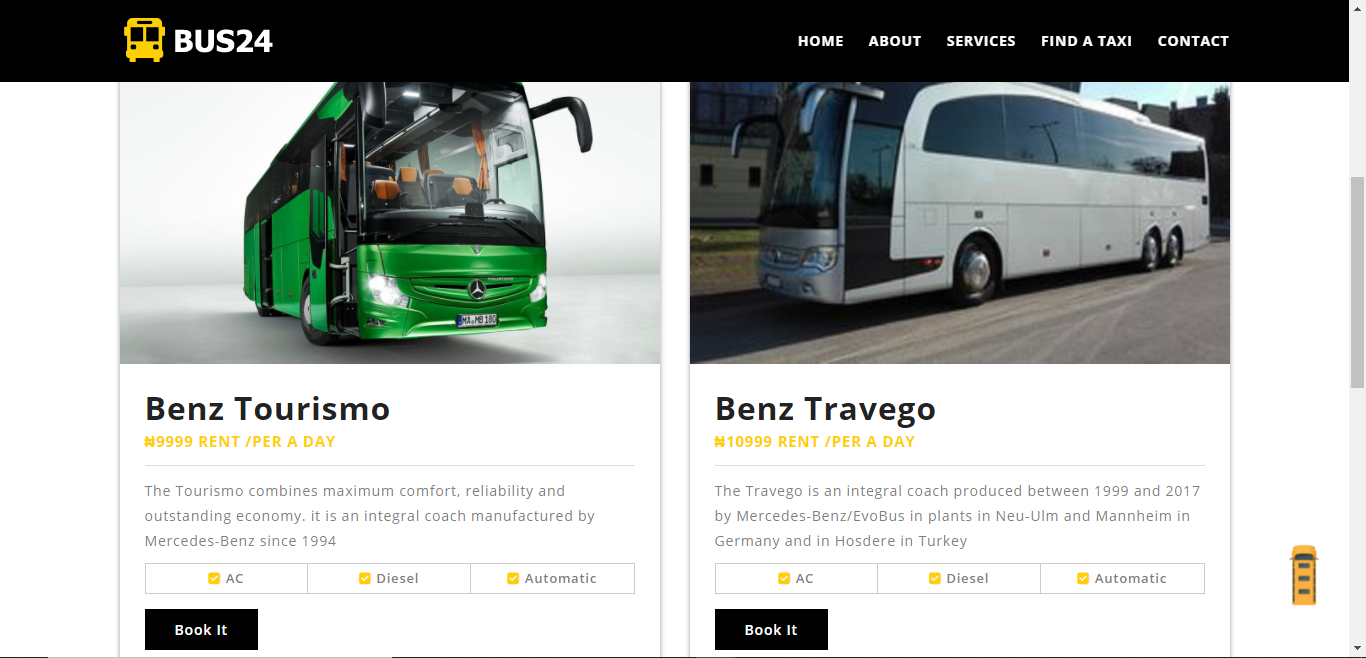 BUS24
HOME ABOUT SERVICES FIND A TAXI CONTACT
MA MB 180
Benz Tourismo
₦9999 RENT /PER A DAY
The Tourismo combines maximum comfort, reliability and
outstanding economy. it is an integral coach manufactured by
Mercedes-Benz since 1994
AC Diesel Automatic
Book It
Benz Travego
₦10999 RENT /PER A DAY
The Travego is an integral coach produced between 1999 and 2017
by Mercedes-Benz/EvoBus in plants in Neu-Ulm and Mannheim in
Germany and in Hosdere in Turkey
AC Diesel Automatic
Book It